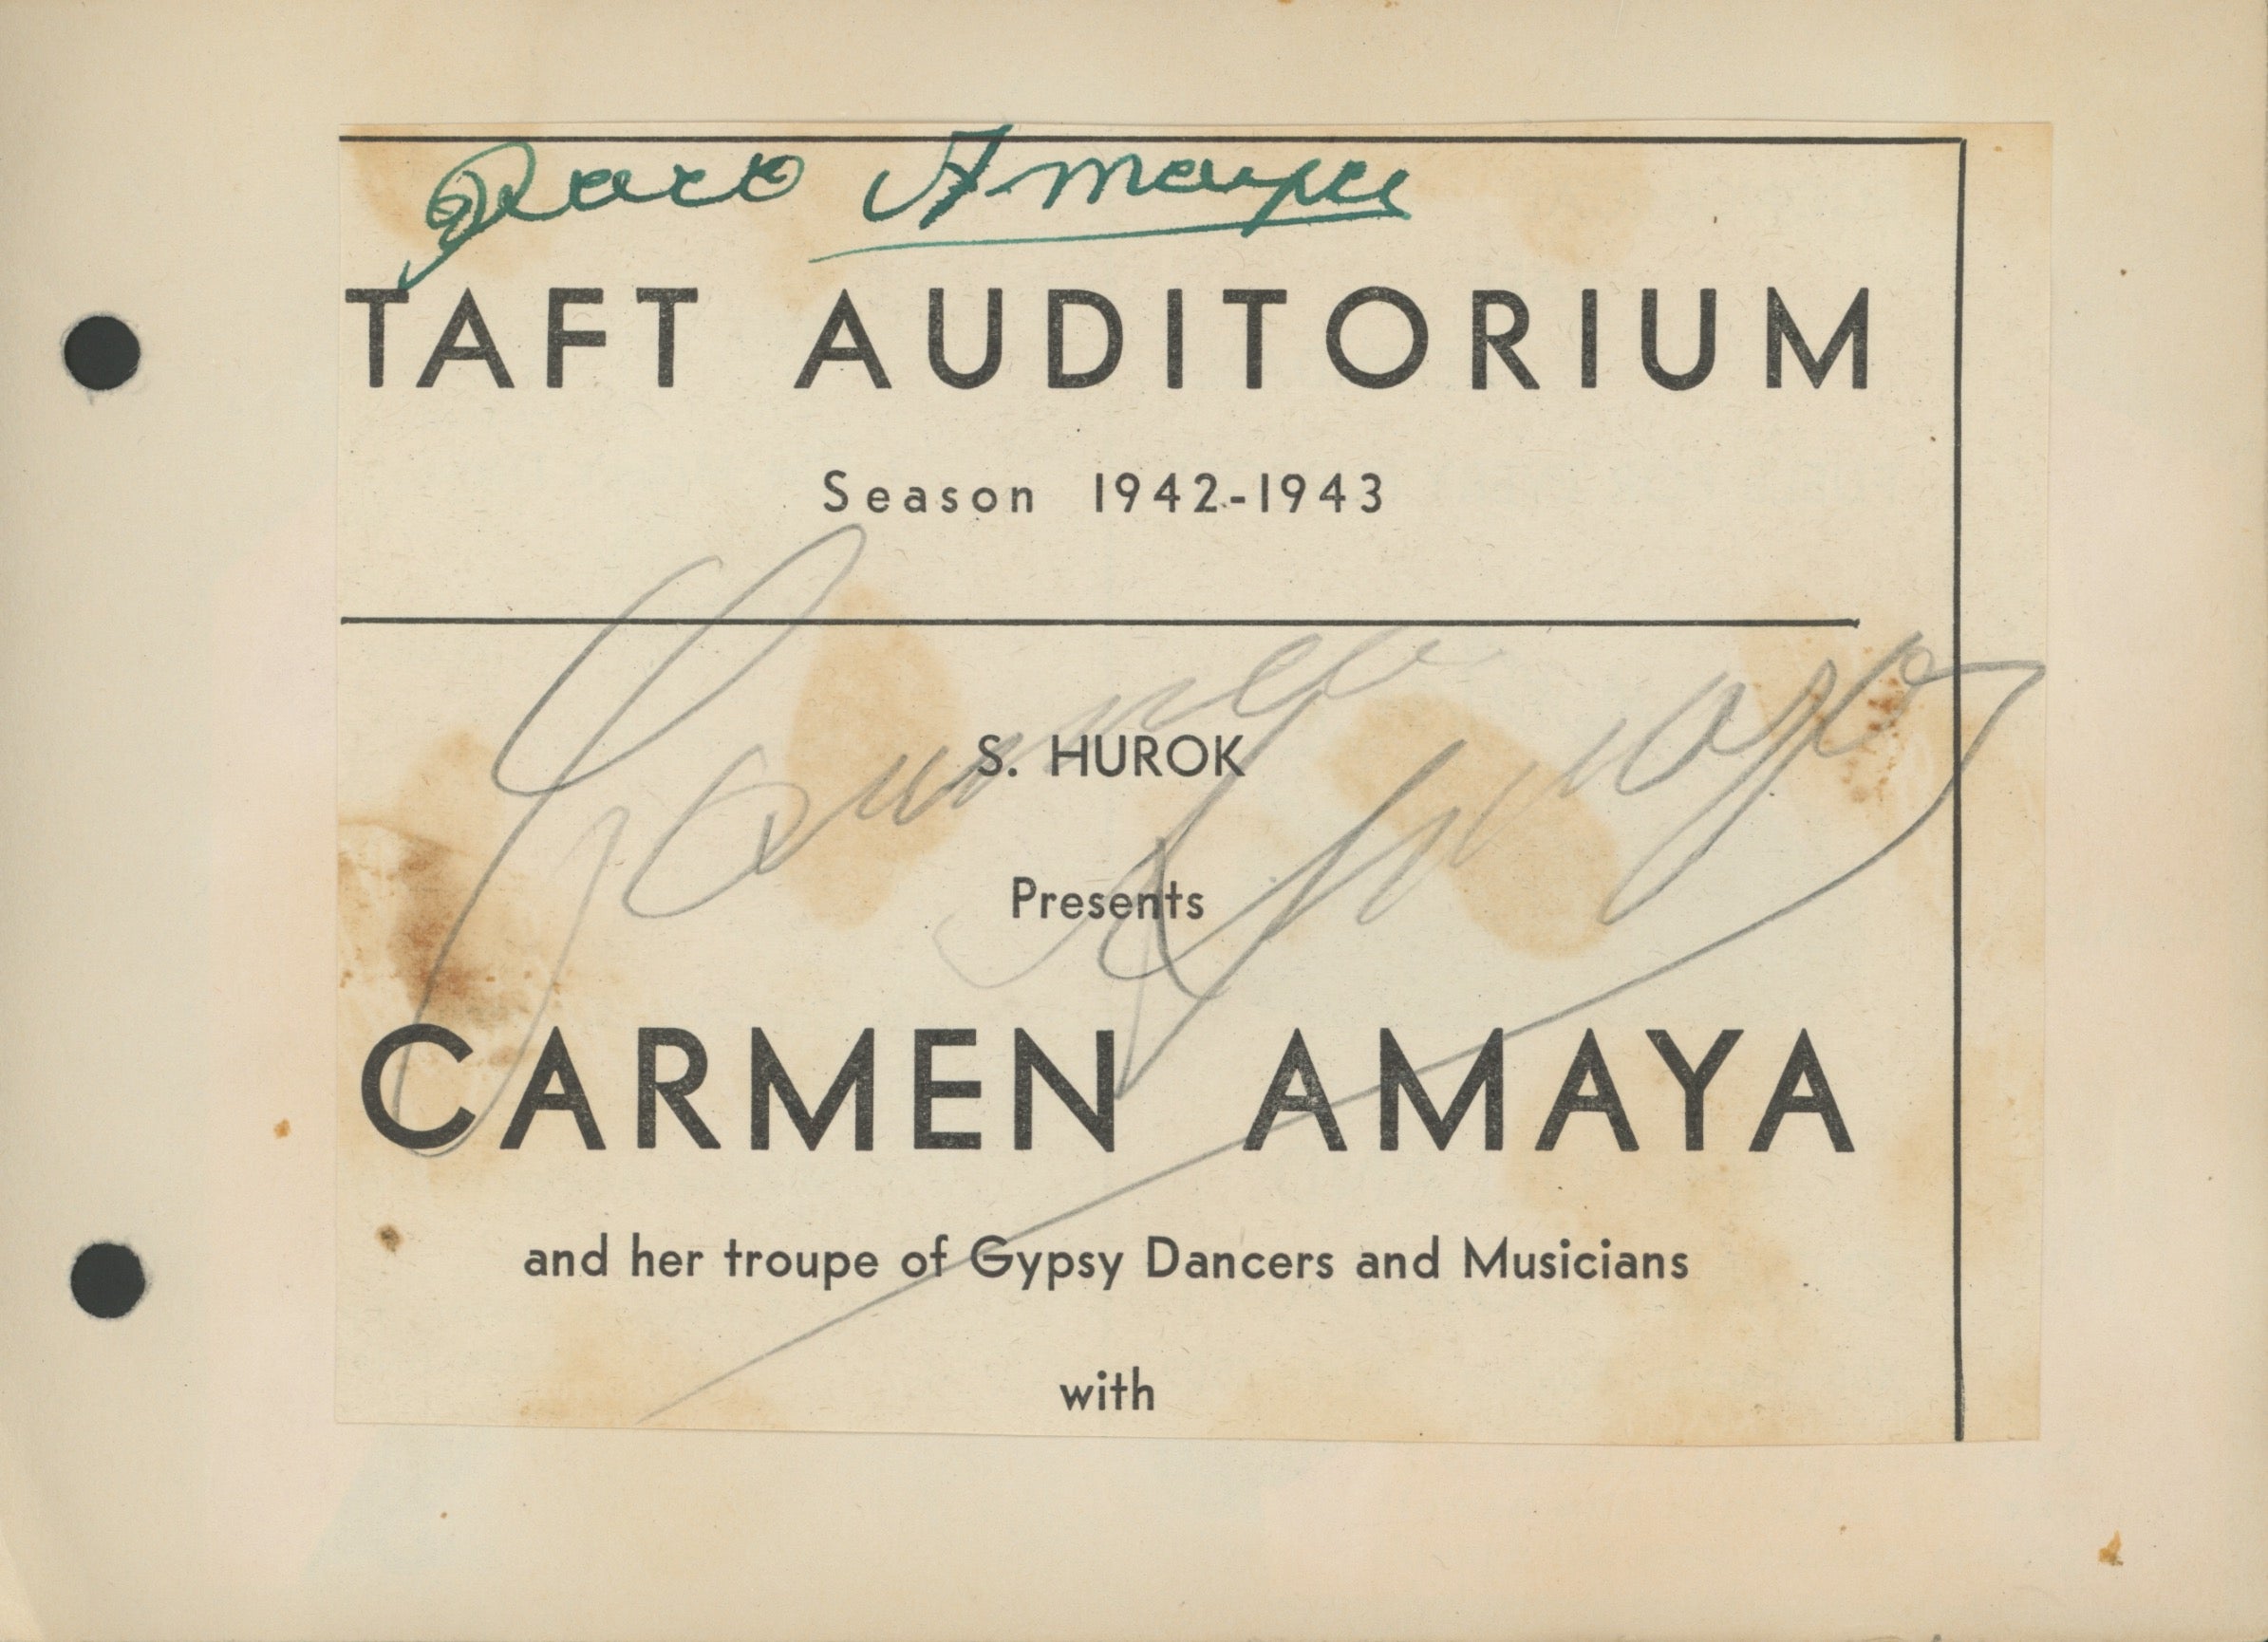 Paco Amaya
TAFT AUDITORIUM
Season 1942-1943
S. HUROK
Presents
Carmen Amaya
CARMEN AMAYA
and her troupe of Gypsy Dancers and Musicians
with